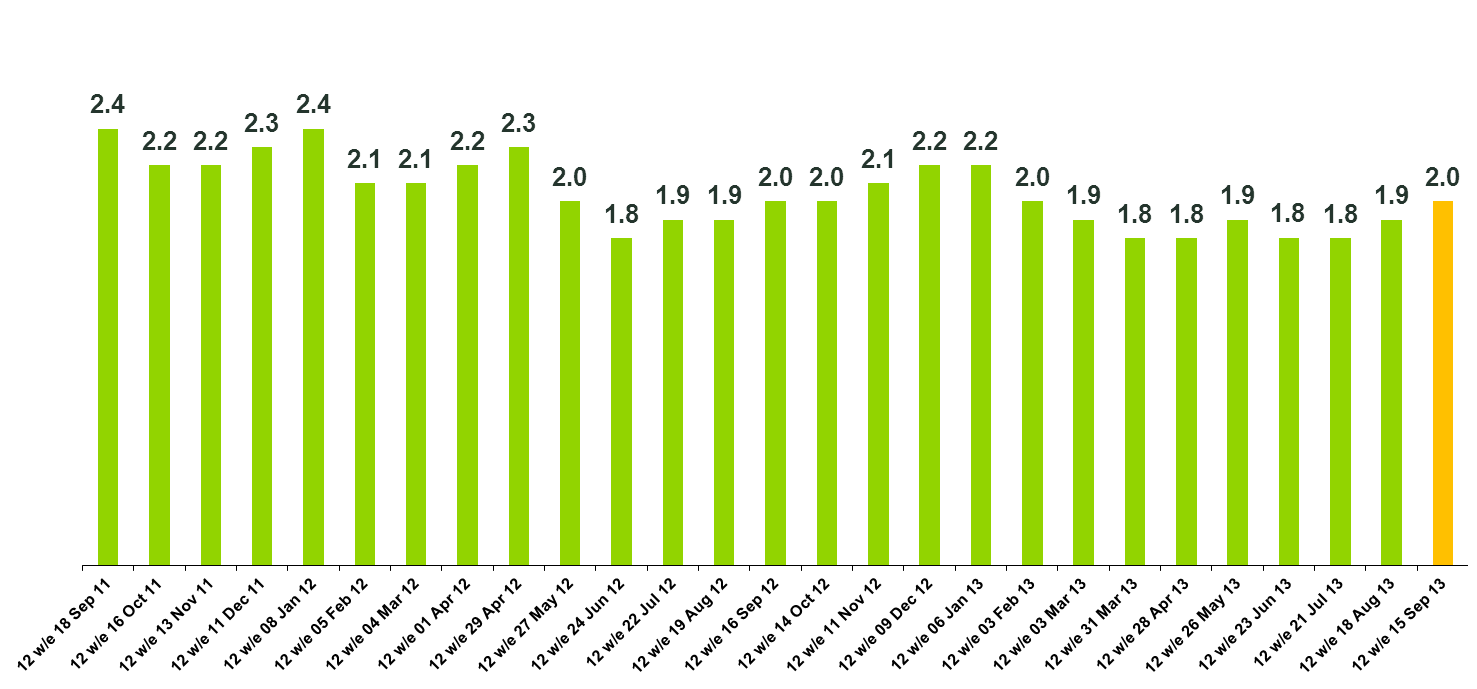 2.4
2.2
2.2
2.3
2.4
2.1
2.1
2.2
2.3
2.0
1.8
1.9
1.9
2.0
2.0
2.1
2.2
2.2
2.0
1.9
1.8
1.8
1.9
1.8
1.8
1.9
2.0
12 w/e 18 Sep 11
12 w/e 16 Oct 11
12 w/e 13 Nov 11
12 w/e 11 Dec 11
12 w/e 08 Jan 12
12 w/e 05 Feb 12
12 w/e 04 Mar 12
12 w/e 01 Apr 12
12 w/e 29 Apr 12
12 w/e 27 May 12
12 w/e 24 Jun 12
12 w/e 22 Jul 12
12 w/e 19 Aug 12
12 w/e 16 Sep 12
12 w/e 14 Oct 12
12 w/e 11 Nov 12
12 w/e 09 Dec 12
12 w/e 06 Jan 13
12 w/e 03 Feb 13
12 w/e 03 Mar 13
12 w/e 31 Mar 13
12 w/e 28 Apr 13
12 w/e 26 May 13
12 w/e 23 Jun 13
12 w/e 21 Jul 13
12 w/e 18 Aug 13
12 w/e 15 Sep 13